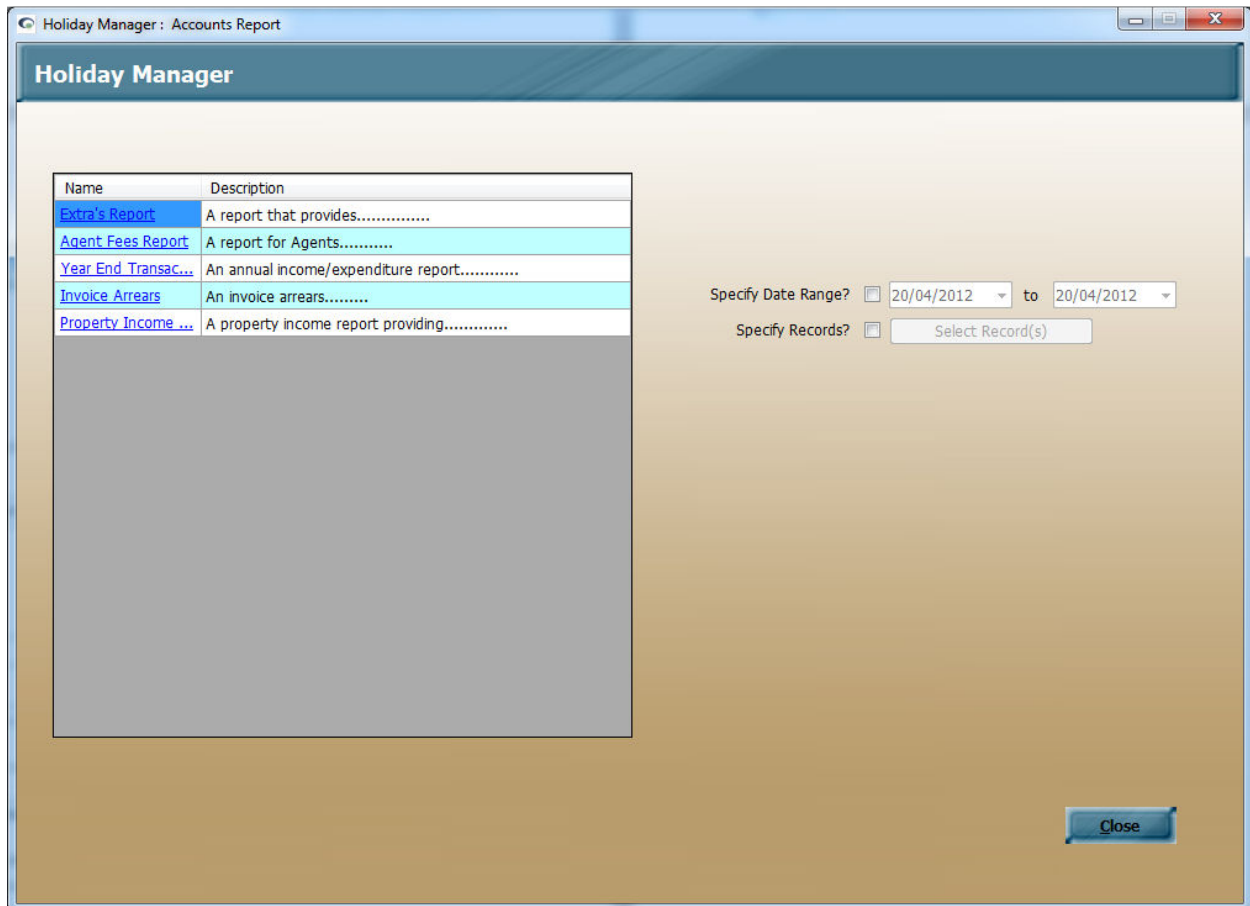 Holiday Manager : Accounts Report
Holiday Manager
Name Description
Extra's Report A report that provides...............
Agent Fees Report A report for Agents...........
Year End Transac... An annual income/expenditure report............
Invoice Arrears An invoice arrears.........
Property Income ... A property income report providing.............
Specify Date Range? 20/04/2012 to 20/04/2012
Specify Records? Select Record(s)
Close